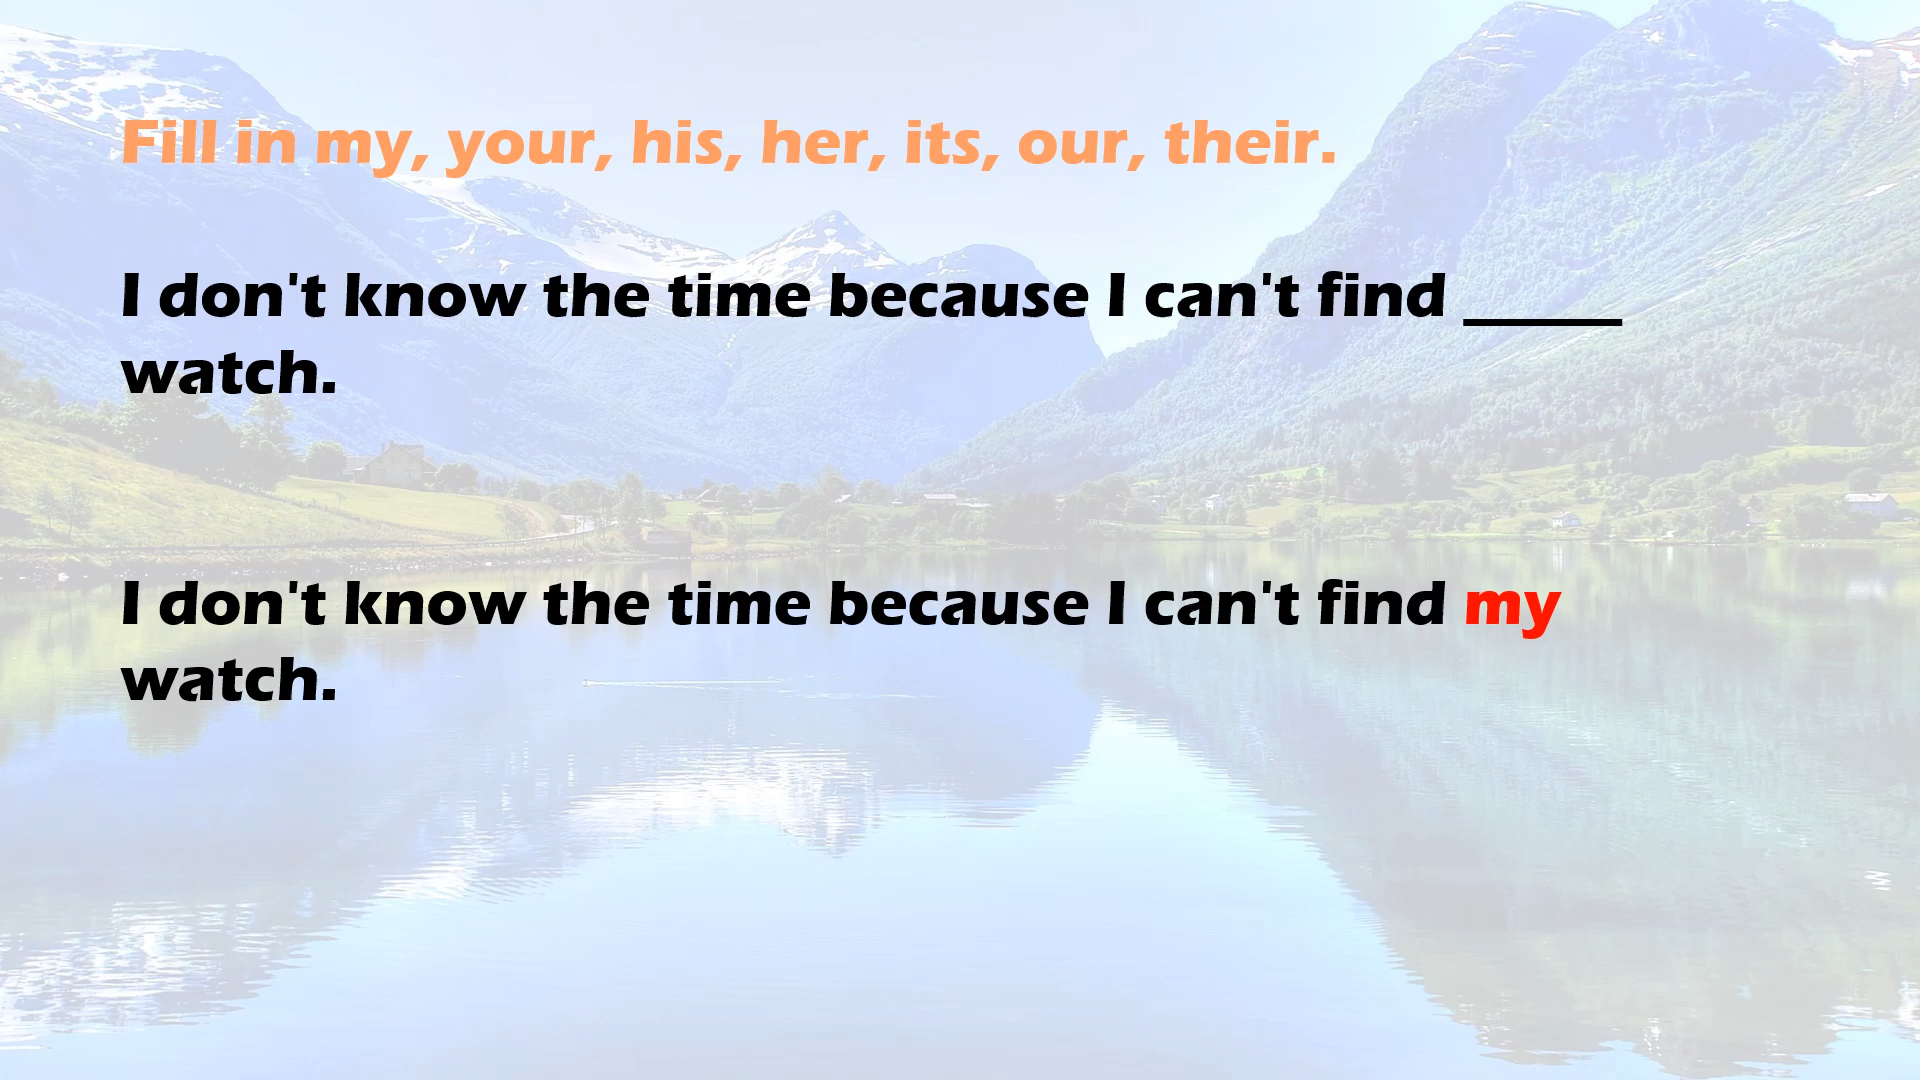 Fill in my, your, his, her, its, our, their.
I don't know the time because I can't find _____
watch.
I don't know the time because I can't find my
watch.